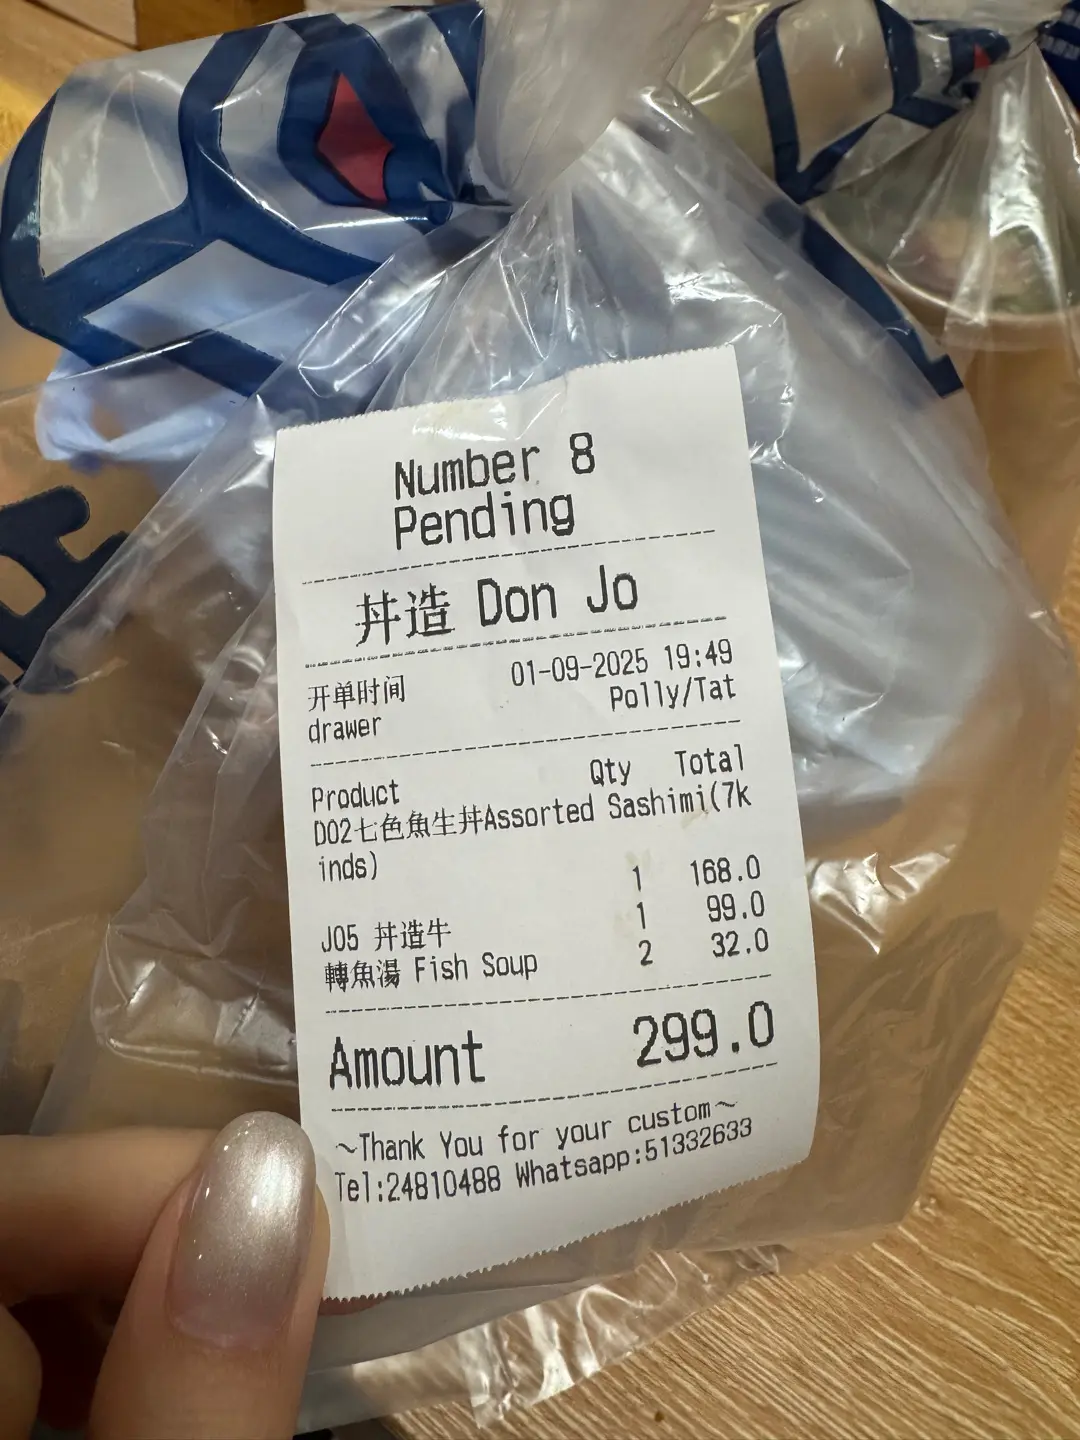 Number 8
Pending
丼造 Don Jo
开单时间 01-09-2025 19:49
drawer Polly/Tat
Product Qty Total
D02七色魚生丼Assorted Sashimi(7k
inds)
1 168.0
J05 丼造牛 1 99.0
轉魚湯 Fish Soup 2 32.0
Amount 299.0
~Thank You for your custom~
Tel:24810488 Whatsapp:51332633